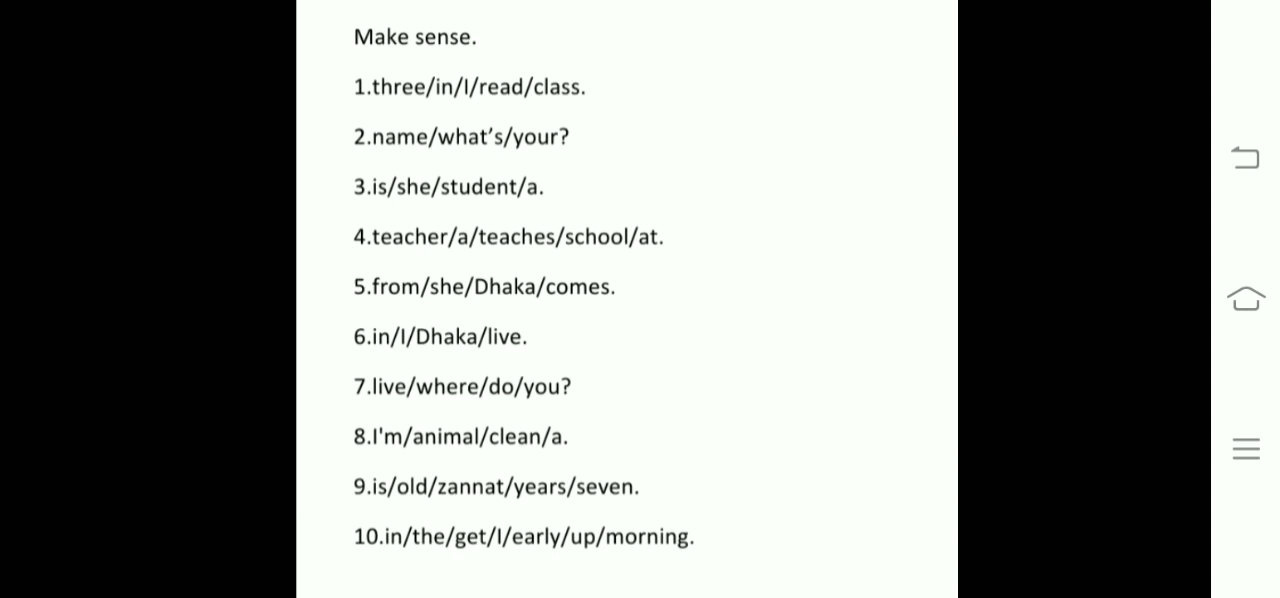 Make sense.
1.three/in/I/read/class.
2.name/what’s/your?
3.is/she/student/a.
4.teacher/a/teaches/school/at.
5.from/she/Dhaka/comes.
6.in/I/Dhaka/live.
7.live/where/do/you?
8.I'm/animal/clean/a.
9.is/old/zannat/years/seven.
10.in/the/get/I/early/up/morning.